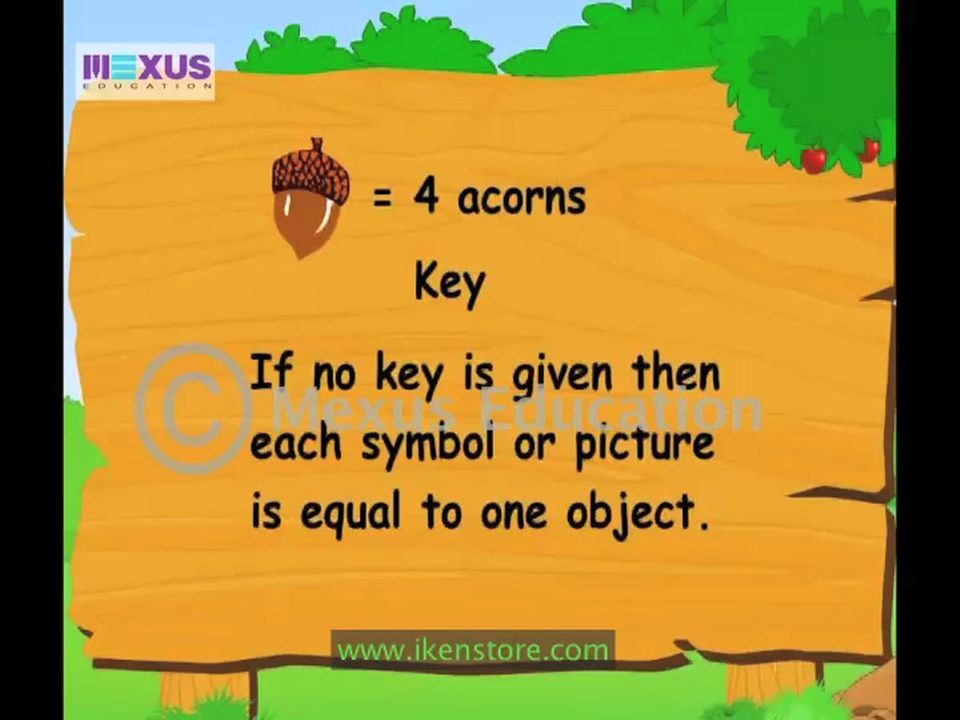 MEXUS
EDUCATION
= 4 acorns
Key
If no key is given then
© Mexus Education
each symbol or picture
is equal to one object.
www.ikenstore.com